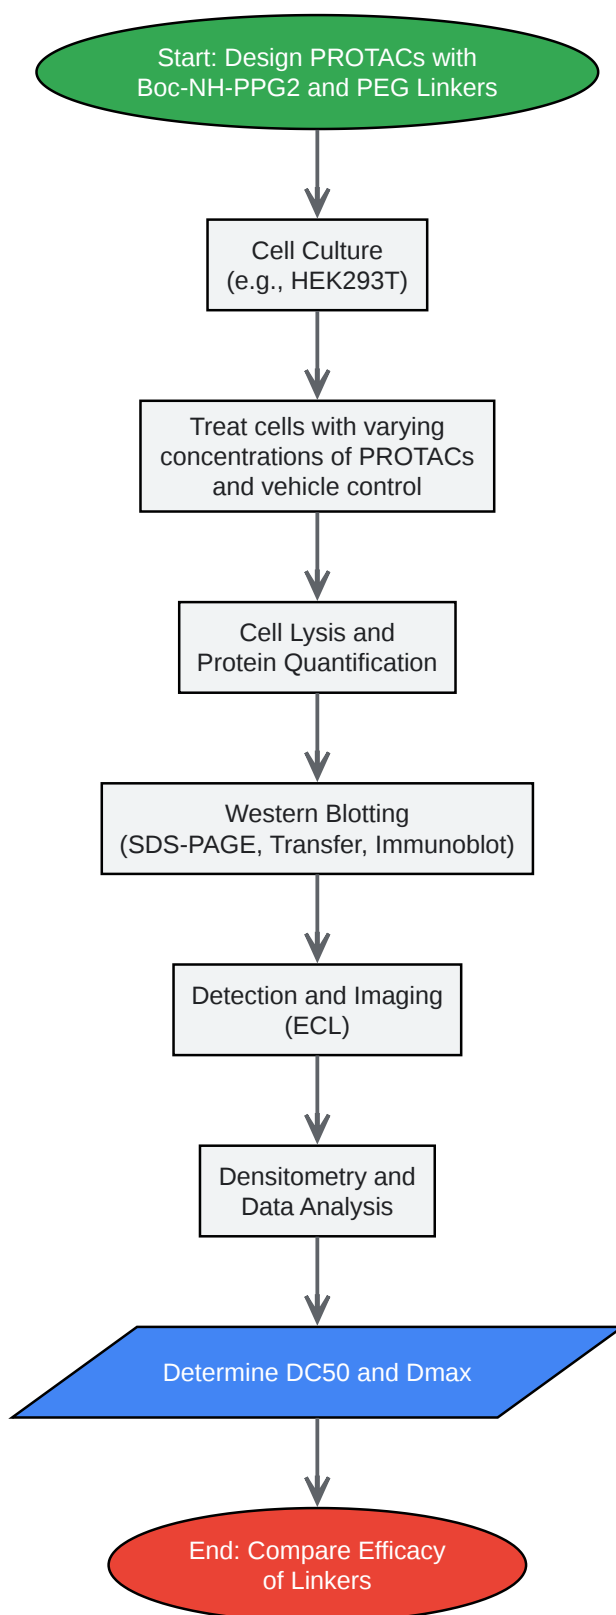 Start: Design PROTACs with
Boc-NH-PPG2 and PEG Linkers
Cell Culture
(e.g., HEK293T)
Treat cells with varying
concentrations of PROTACs
and vehicle control
Cell Lysis and
Protein Quantification
Western Blotting
(SDS-PAGE, Transfer, Immunoblot)
Detection and Imaging
(ECL)
Densitometry and
Data Analysis
Determine DC50 and Dmax
End: Compare Efficacy
of Linkers